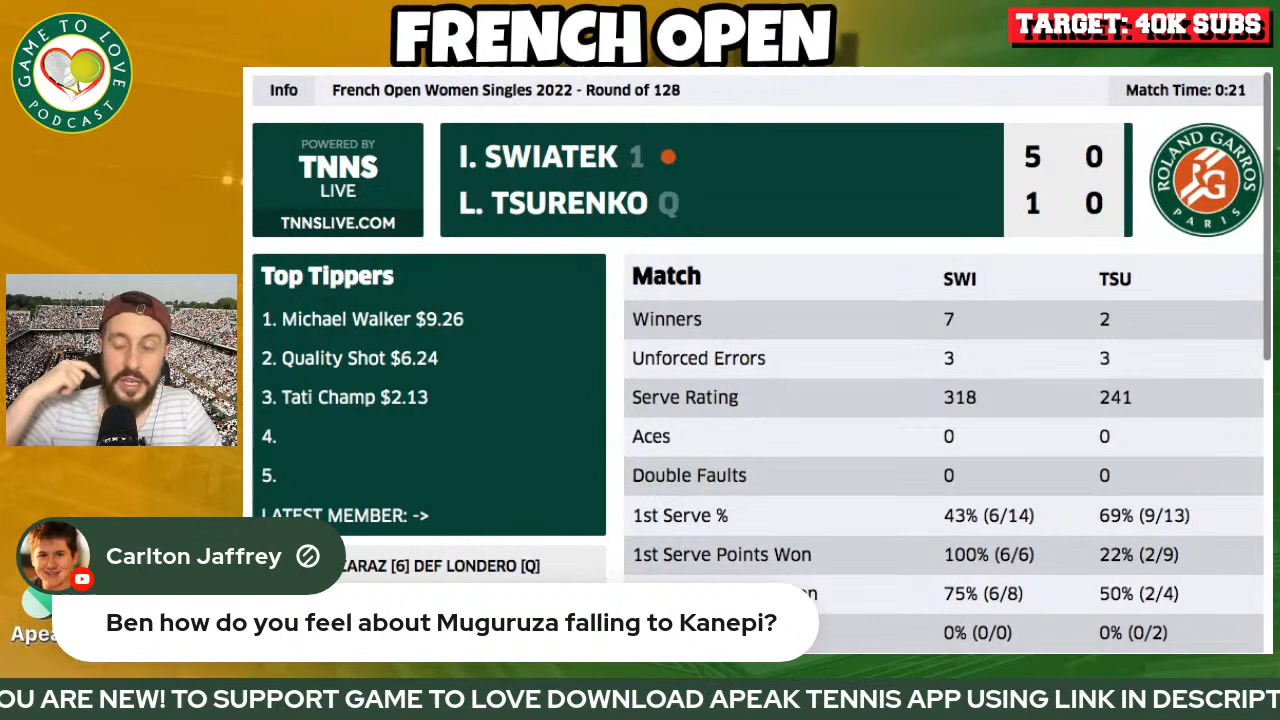 FRENCH OPEN
TARGET: 40K SUBS
GAME TO LOVE
PODCAST
Info
French Open Women Singles 2022 - Round of 128
Match Time: 0:21
POWERED BY
TNNS
LIVE
TNNSLIVE.COM
I. SWIATEK 1 5 0
L. TSURENKO Q 1 0
ROLAND GARROS
RG
PARIS
Top Tippers
1. Michael Walker $9.26
2. Quality Shot $6.24
3. Tati Champ $2.13
4.
5.
LATEST MEMBER: ->
Match SWI TSU
Winners 7 2
Unforced Errors 3 3
Serve Rating 318 241
Aces 0 0
Double Faults 0 0
1st Serve % 43% (6/14) 69% (9/13)
1st Serve Points Won 100% (6/6) 22% (2/9)
75% (6/8) 50% (2/4)
0% (0/0) 0% (0/2)
[6] DEF LONDERO [Q]
Carlton Jaffrey
Ben how do you feel about Muguruza falling to Kanepi?
OU ARE NEW! TO SUPPORT GAME TO LOVE DOWNLOAD APEAK TENNIS APP USING LINK IN DESCRIPT